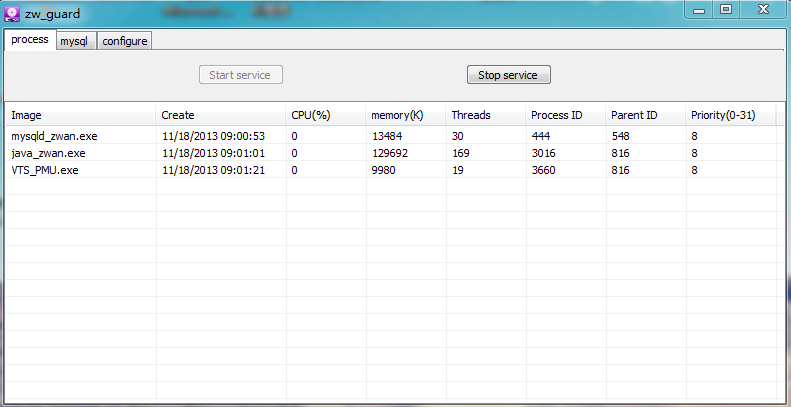 zw_guard
process mysql configure
Start service Stop service
Image Create CPU(%) memory(K) Threads Process ID Parent ID Priority(0-31)
mysqld_zwan.exe 11/18/2013 09:00:53 0 13484 30 444 548 8
java_zwan.exe 11/18/2013 09:01:01 0 129692 169 3016 816 8
VTS_PMU.exe 11/18/2013 09:01:21 0 9980 19 3660 816 8